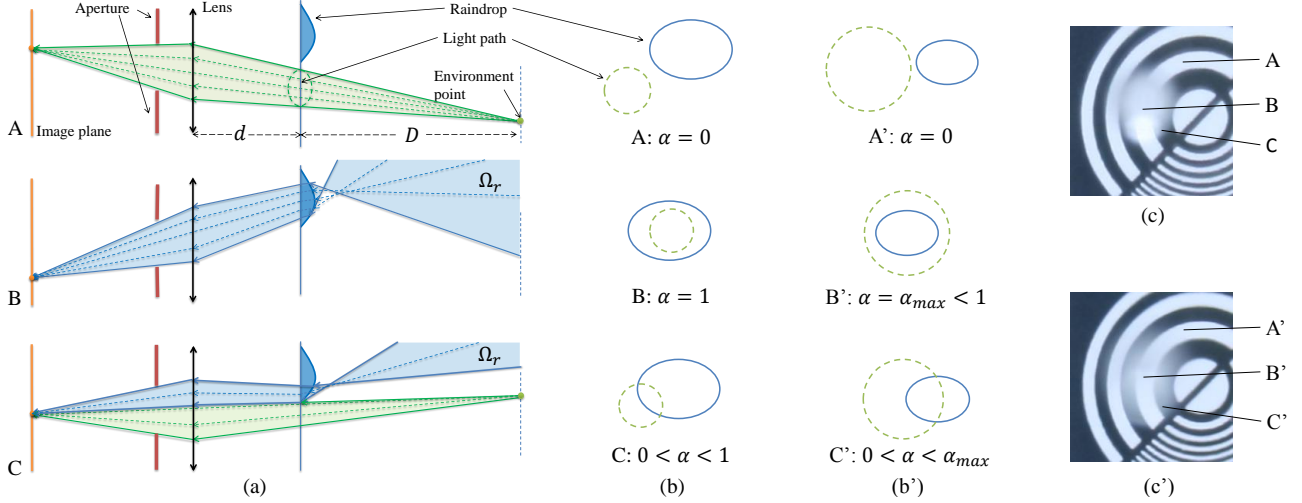 Aperture
Lens
Raindrop
Light path
Environment
point
Image plane
d
D
A
Ω_r
B
Ω_r
C
(a)
A: α = 0
B: α = 1
C: 0 < α < 1
(b)
A’: α = 0
B’: α = α_max < 1
C’: 0 < α < α_max
(b’)
A
B
C
(c)
A’
B’
C’
(c’)